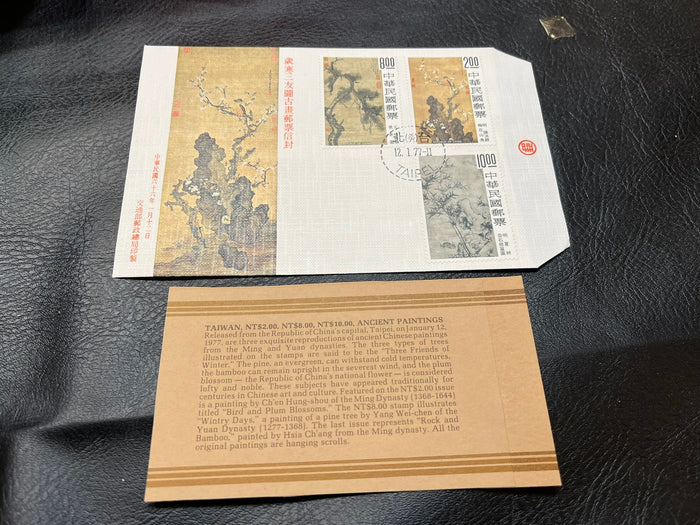 歲寒三友圖古畫郵票信封
中華民國六十六年一月十二日
交通部郵政總局印製
8.00
中華民國郵票
2.00
中華民國郵票
10.00
中華民國郵票
12.1.77-11
TAIPEI
TAIWAN, NT$2.00, NT$8.00, NT$10.00, ANCIENT PAINTINGS
Released from the Republic of China's capital, Taipei, on January 12,
1977, are three exquisite reproductions of ancient Chinese paintings
from the Ming and Yuan dynasties. The three types of trees
illustrated on the stamps are said to be the "Three Friends of
Winter." The pine, an evergreen, can withstand cold temperatures,
the bamboo can remain upright in the severest wind, and the plum
blossom — the Republic of China's national flower — is considered
lofty and noble. These subjects have appeared traditionally for
centuries in Chinese art and culture. Featured on the NT$2.00 issue
is a painting by Ch'en Hung-shou of the Ming Dynasty (1368-1644)
titled "Bird and Plum Blossoms." The NT$8.00 stamp illustrates
"Wintry Days," a painting of a pine tree by Yang Wei-chen of the
Yuan Dynasty (1277-1368). The last issue represents "Rock and
Bamboo," painted by Hsia Ch'ang from the Ming dynasty. All the
original paintings are hanging scrolls.